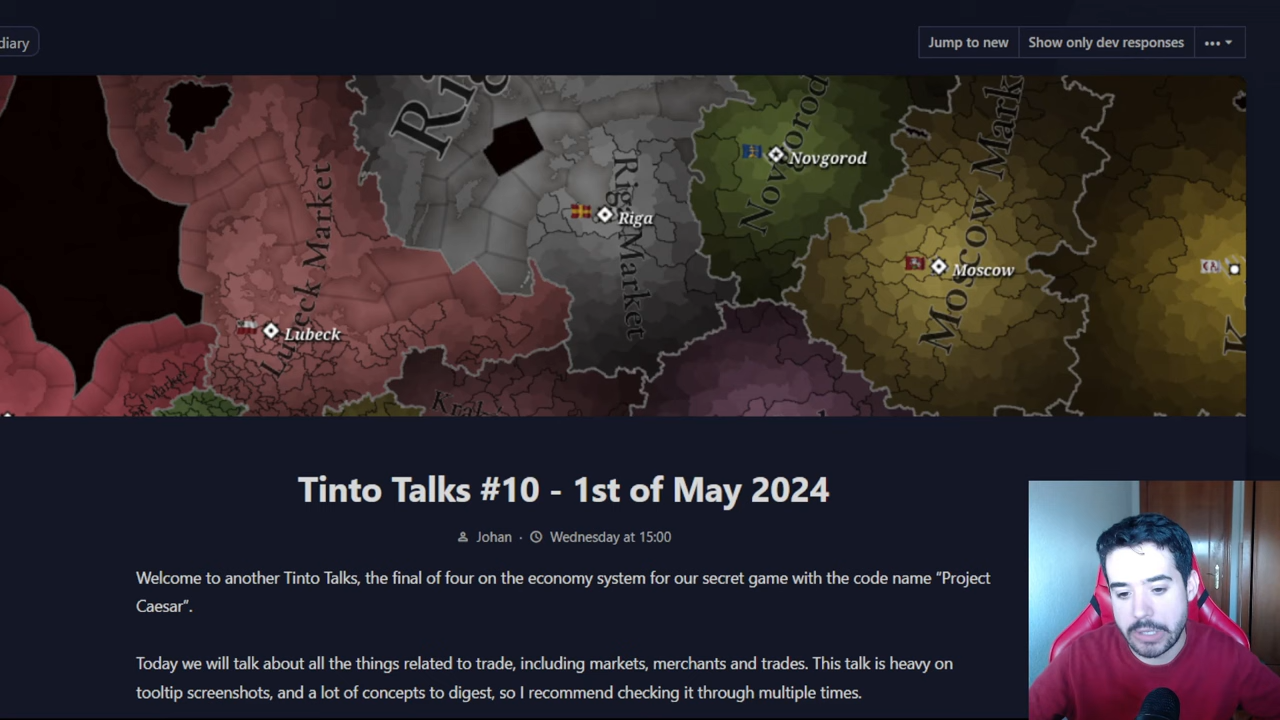 diary
Jump to new
Show only dev responses
Novgorod
Novgorod
Riga
Riga Market
Moscow
Moscow Mark
Lubeck Market
Lubeck
Market
Tinto Talks #10 - 1st of May 2024
Johan · Wednesday at 15:00
Welcome to another Tinto Talks, the final of four on the economy system for our secret game with the code name “Project
Caesar”.
Today we will talk about all the things related to trade, including markets, merchants and trades. This talk is heavy on
tooltip screenshots, and a lot of concepts to digest, so I recommend checking it through multiple times.